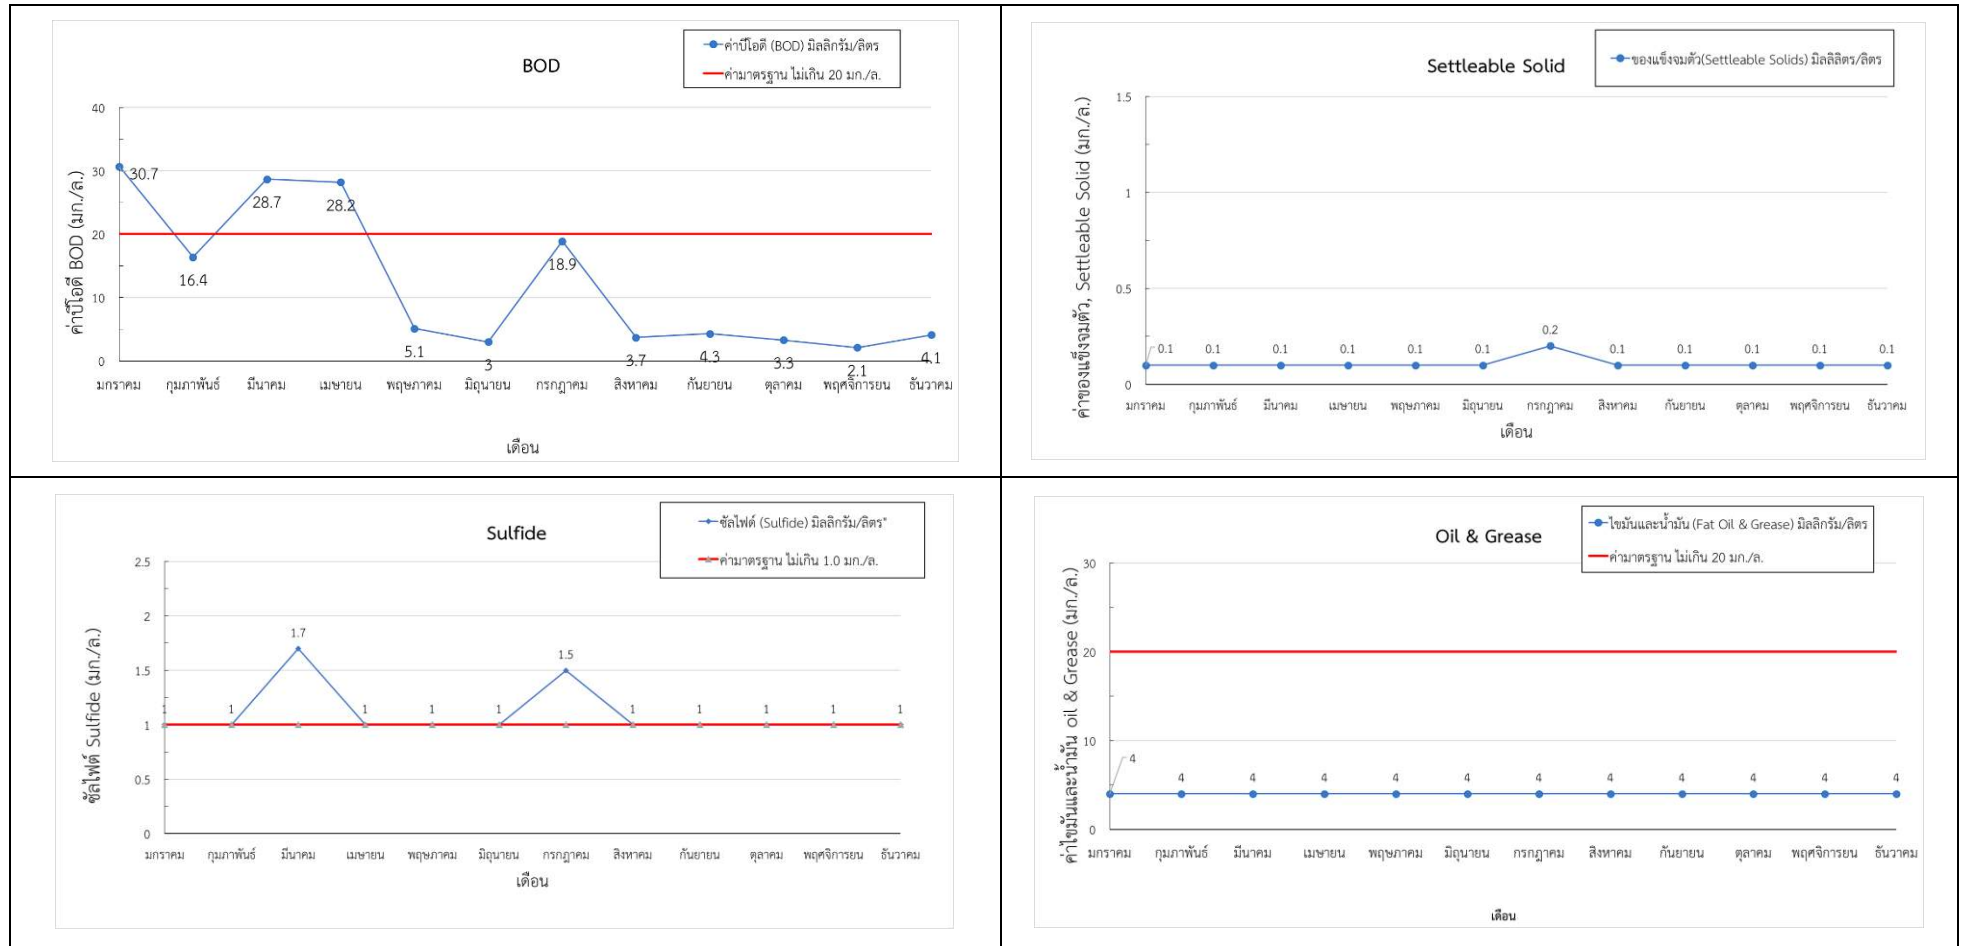 BOD
ค่าบีโอดี (BOD) มิลลิกรัม/ลิตร
ค่ามาตรฐาน ไม่เกิน 20 มก./ล.
ค่าบีโอดี BOD (มก./ล.)
40
30
20
10
0
30.7
16.4
28.7
28.2
5.1
3
18.9
3.7
4.3
3.3
2.1
4.1
มกราคม กุมภาพันธ์ มีนาคม เมษายน พฤษภาคม มิถุนายน กรกฎาคม สิงหาคม กันยายน ตุลาคม พฤศจิการยน ธันวาคม
เดือน
Settleable Solid
ของแข็งจมตัว(Settleable Solids) มิลลิลิตร/ลิตร
ค่าของแข็งจมตัว, Settleable Solid (มก./ล.)
1.5
1
0.5
0
0.1 0.1 0.1 0.1 0.1 0.1 0.2 0.1 0.1 0.1 0.1 0.1
มกราคม กุมภาพันธ์ มีนาคม เมษายน พฤษภาคม มิถุนายน กรกฎาคม สิงหาคม กันยายน ตุลาคม พฤศจิการยน ธันวาคม
เดือน
Sulfide
ซัลไฟด์ (Sulfide) มิลลิกรัม/ลิตร"
ค่ามาตรฐาน ไม่เกิน 1.0 มก./ล.
ซัลไฟด์ Sulfide (มก./ล.)
2.5
2
1.5
1
0.5
0
1 1 1.7 1 1 1 1.5 1 1 1 1 1
มกราคม กุมภาพันธ์ มีนาคม เมษายน พฤษภาคม มิถุนายน กรกฎาคม สิงหาคม กันยายน ตุลาคม พฤศจิการยน ธันวาคม
เดือน
Oil & Grease
ไขมันและน้ำมัน (Fat Oil & Grease) มิลลิกรัม/ลิตร
ค่ามาตรฐาน ไม่เกิน 20 มก./ล.
ค่าไขมันและน้ำมัน oil & Grease (มก./ล.)
30
20
10
0
4 4 4 4 4 4 4 4 4 4 4 4
มกราคม กุมภาพันธ์ มีนาคม เมษายน พฤษภาคม มิถุนายน กรกฎาคม สิงหาคม กันยายน ตุลาคม พฤศจิการยน ธันวาคม
เดือน